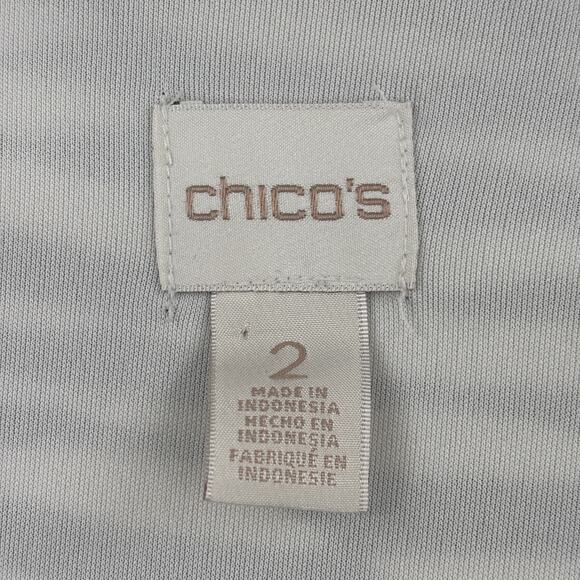 chico's
2
MADE IN
INDONESIA
HECHO EN
INDONESIA
FABRIQUÉ EN
INDONESIE